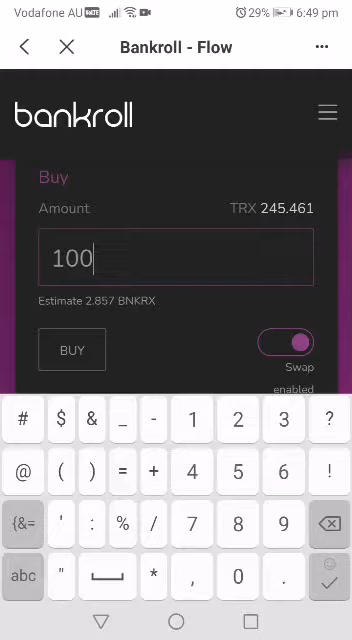 Vodafone AU VoLTE 29% 6:49 pm
Bankroll - Flow
bankroll
Buy
Amount TRX 245.461
100
Estimate 2.857 BNKRX
BUY
Swap
enabled
# $ & _ - 1 2 3 ?
@ ( ) = + 4 5 6 !
{&= ' : % / 7 8 9
abc " * , 0 .